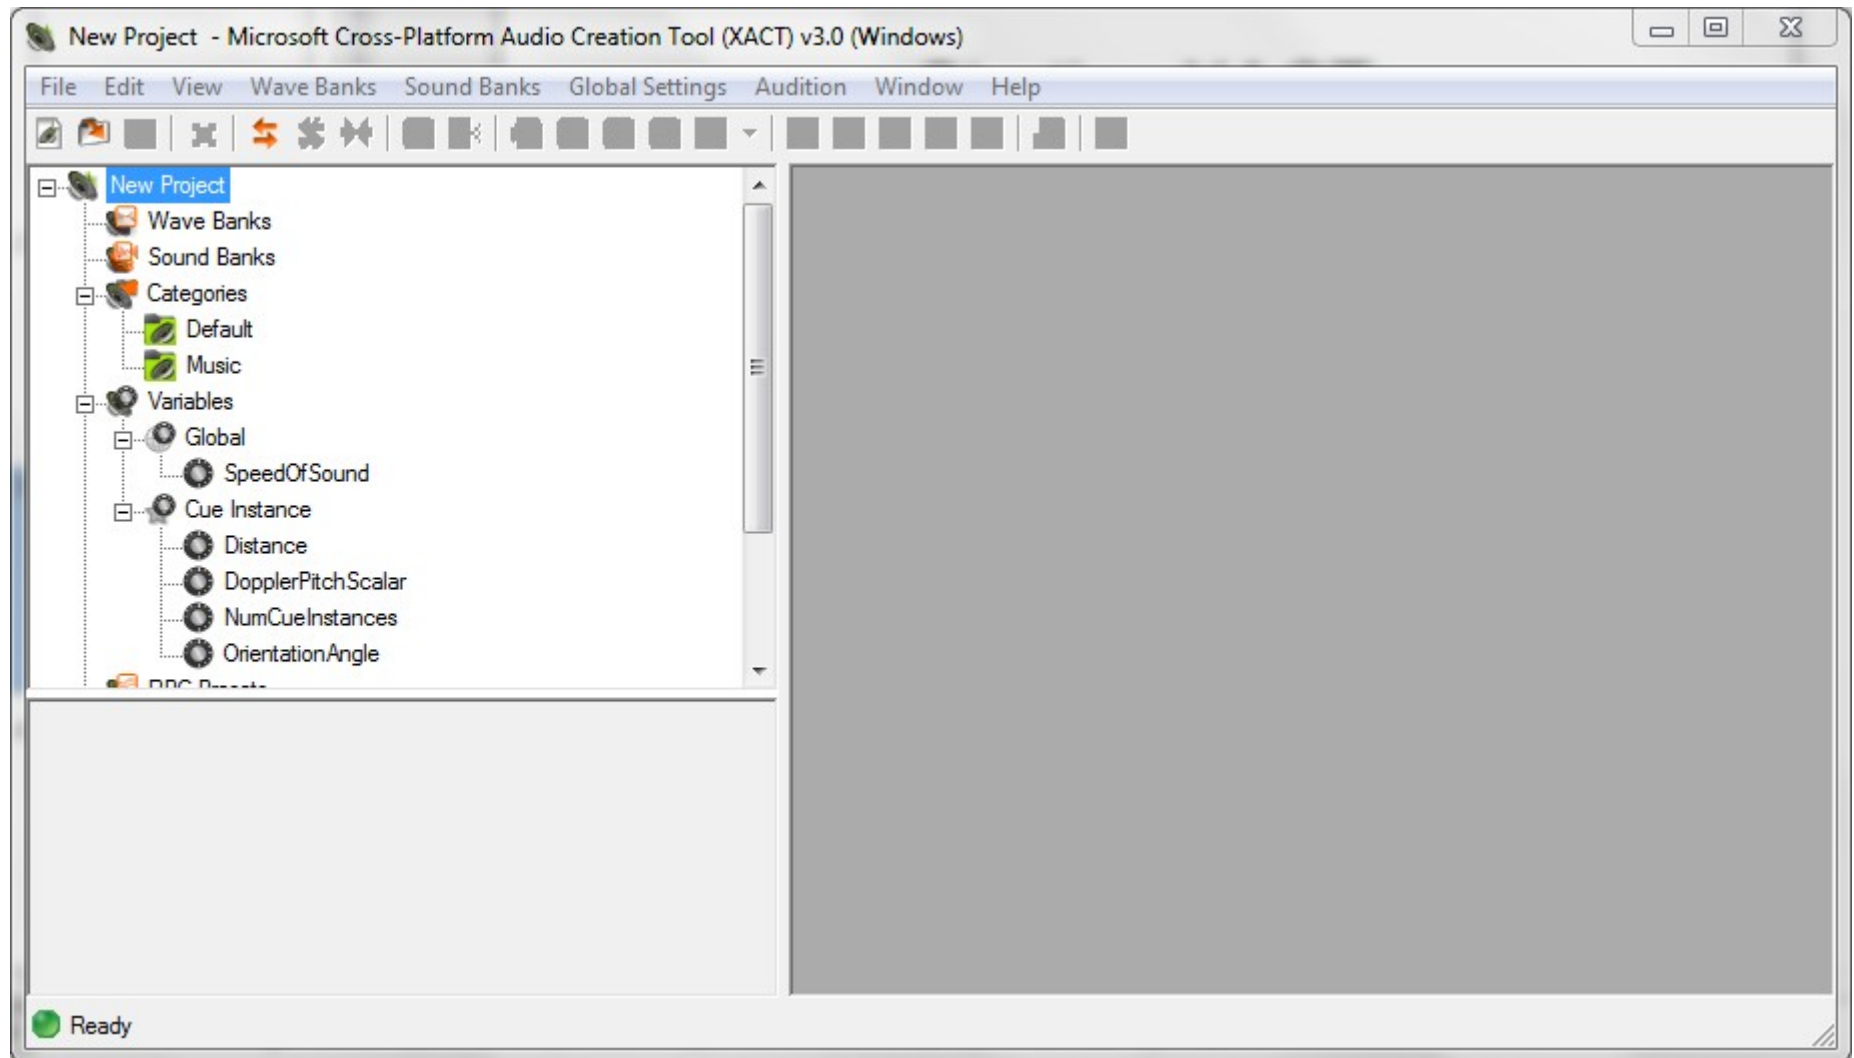 New Project - Microsoft Cross-Platform Audio Creation Tool (XACT) v3.0 (Windows)
File Edit View Wave Banks Sound Banks Global Settings Audition Window Help
New Project
Wave Banks
Sound Banks
Categories
Default
Music
Variables
Global
SpeedOfSound
Cue Instance
Distance
DopplerPitchScalar
NumCueInstances
OrientationAngle
Ready